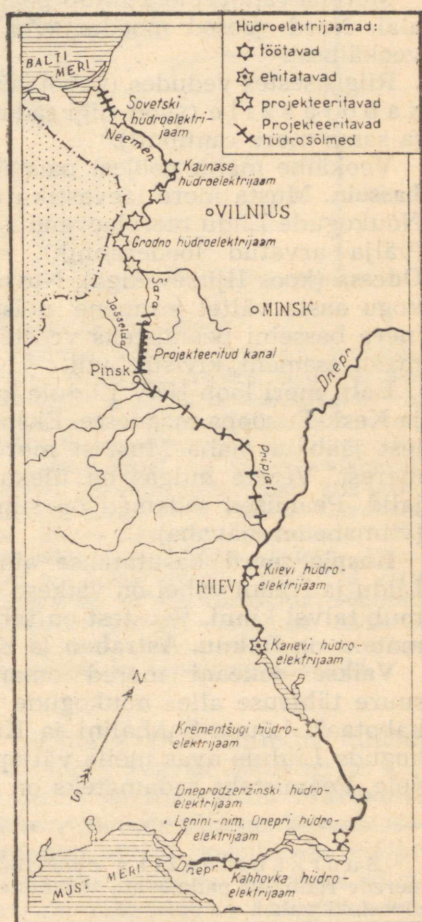 Hüdroelektrijaamad:
töötavad
ehitatavad
projekteeritavad
Projekteeritavad
hüdrosõlmed
BALTI
MERI
Sovetski
hüdroelektri-
jaam
Neemen
Kaunase
hüdroelektrijaam
VILNIUS
Grodno hüdroelektrijaam
Štšara
Jasselda
MINSK
Projekteeritud kanal
Pinsk
Dnepr
Pripjat
Kiievi hüdro-
elektrijaam
KIIEV
Kanevi hüdro-
elektrijaam
N
S
Krementšugi hüdro-
elektrijaam
Dneprodzeržinski hüdro-
elektrijaam
Lenini-nim. Dnepri hüdro-
elektrijaam
MUST MERI
Dnepr
Kahhovka hüdro-
elektrijaam